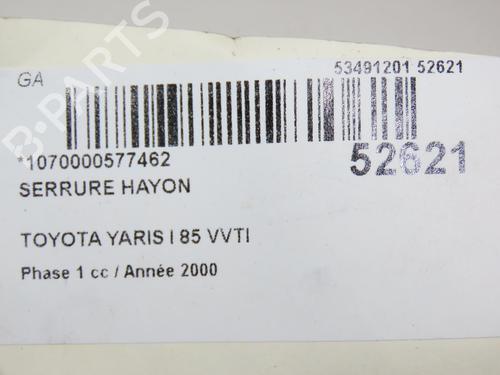 GA
53491201 52621
*1070000577462
52621
SERRURE HAYON
TOYOTA YARIS I 85 VVTI
Phase 1 cc / Année 2000
B-PARTS